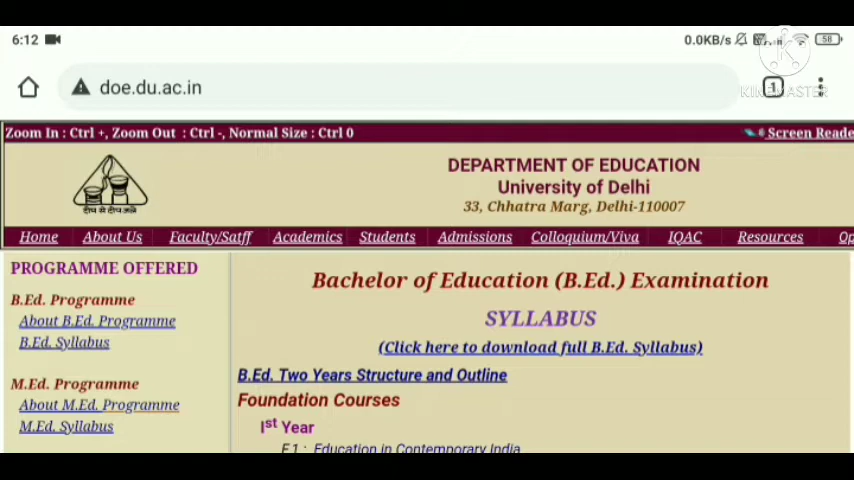 6:12
0.0KB/s
58
doe.du.ac.in
1
KINEMASTER
Zoom In : Ctrl +, Zoom Out : Ctrl -, Normal Size : Ctrl 0
Screen Reade
दीप से दीप जले
DEPARTMENT OF EDUCATION
University of Delhi
33, Chhatra Marg, Delhi-110007
Home About Us Faculty/Satff Academics Students Admissions Colloquium/Viva IQAC Resources Op
PROGRAMME OFFERED
B.Ed. Programme
About B.Ed. Programme
B.Ed. Syllabus
M.Ed. Programme
About M.Ed. Programme
M.Ed. Syllabus
Bachelor of Education (B.Ed.) Examination
SYLLABUS
(Click here to download full B.Ed. Syllabus)
B.Ed. Two Years Structure and Outline
Foundation Courses
Ist Year
F.1 : Education in Contemporary India